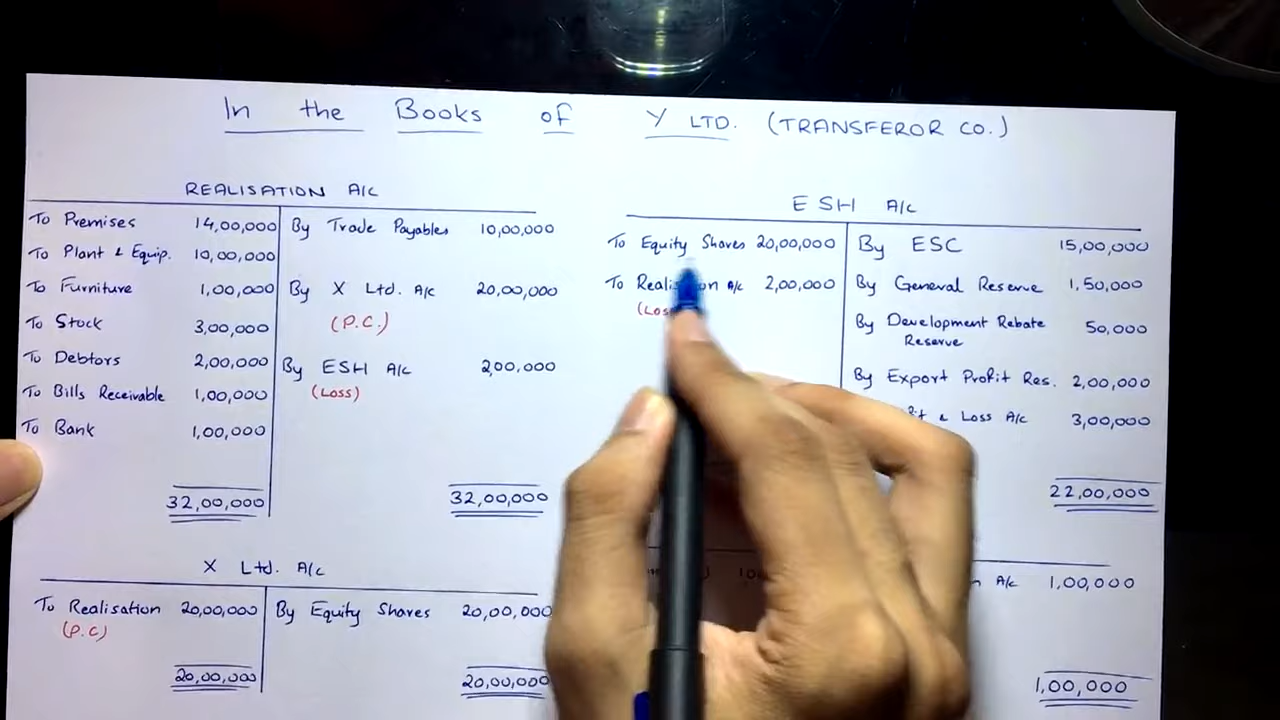 In the Books of Y LTD. (TRANSFEROR CO.)
REALISATION A/C
To Premises 14,00,000 By Trade Payables 10,00,000
To Plant & Equip. 10,00,000
To Furniture 1,00,000 By X Ltd. A/c 20,00,000
To Stock 3,00,000 (P.C.)
To Debtors 2,00,000 By ESH A/c 2,00,000
To Bills Receivable 1,00,000 (Loss)
To Bank 1,00,000
32,00,000 32,00,000
ESH A/c
To Equity Shares 20,00,000 By ESC 15,00,000
To 2,00,000 By General Reserve 1,50,000
By Development Rebate 50,000
Reserve
By Export Profit Res. 2,00,000
& Loss A/c 3,00,000
22,00,000
X Ltd. A/c
To Realisation 20,00,000 By Equity Shares 20,00,000
(P.C)
20,00,000 20,00,000
A/c 1,00,000
1,00,000